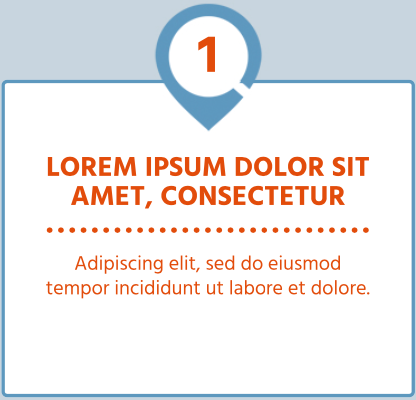 1
LOREM IPSUM DOLOR SIT
AMET, CONSECTETUR
Adipiscing elit, sed do eiusmod
tempor incididunt ut labore et dolore.